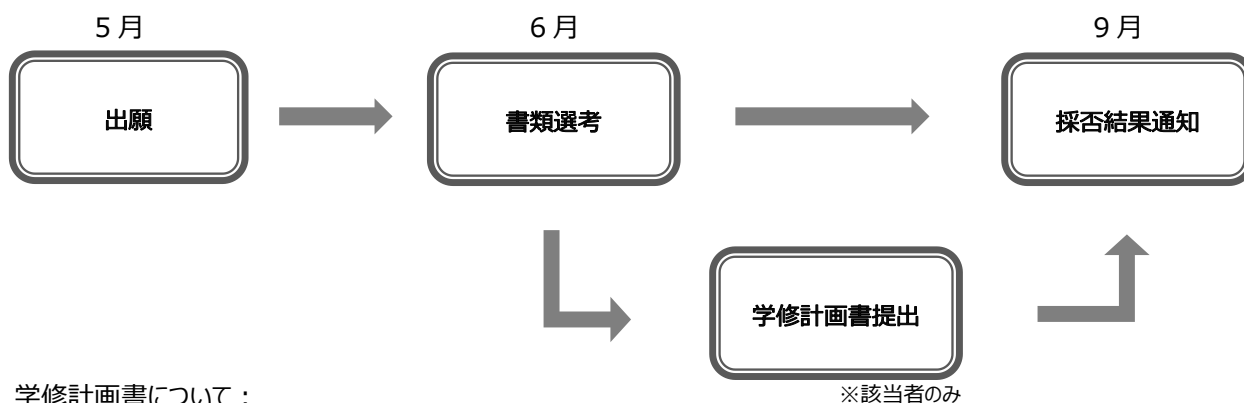 5月
6月
9月
出願
書類選考
採否結果通知
学修計画書提出
※該当者のみ
学修計画書について：